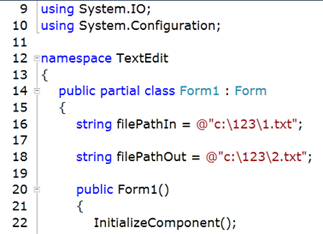 9 using System.IO;
10 using System.Configuration;
11
12 namespace TextEdit
13 {
14 public partial class Form1 : Form
15 {
16 string filePathIn = @"c:\123\1.txt";
17
18 string filePathOut = @"c:\123\2.txt";
19
20 public Form1()
21 {
22 InitializeComponent();